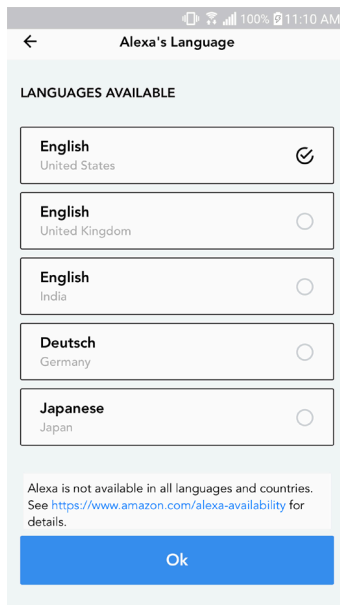 100% 11:10 AM
Alexa's Language
LANGUAGES AVAILABLE
English
United States
English
United Kingdom
English
India
Deutsch
Germany
Japanese
Japan
Alexa is not available in all languages and countries.
See https://www.amazon.com/alexa-availability for
details.
Ok